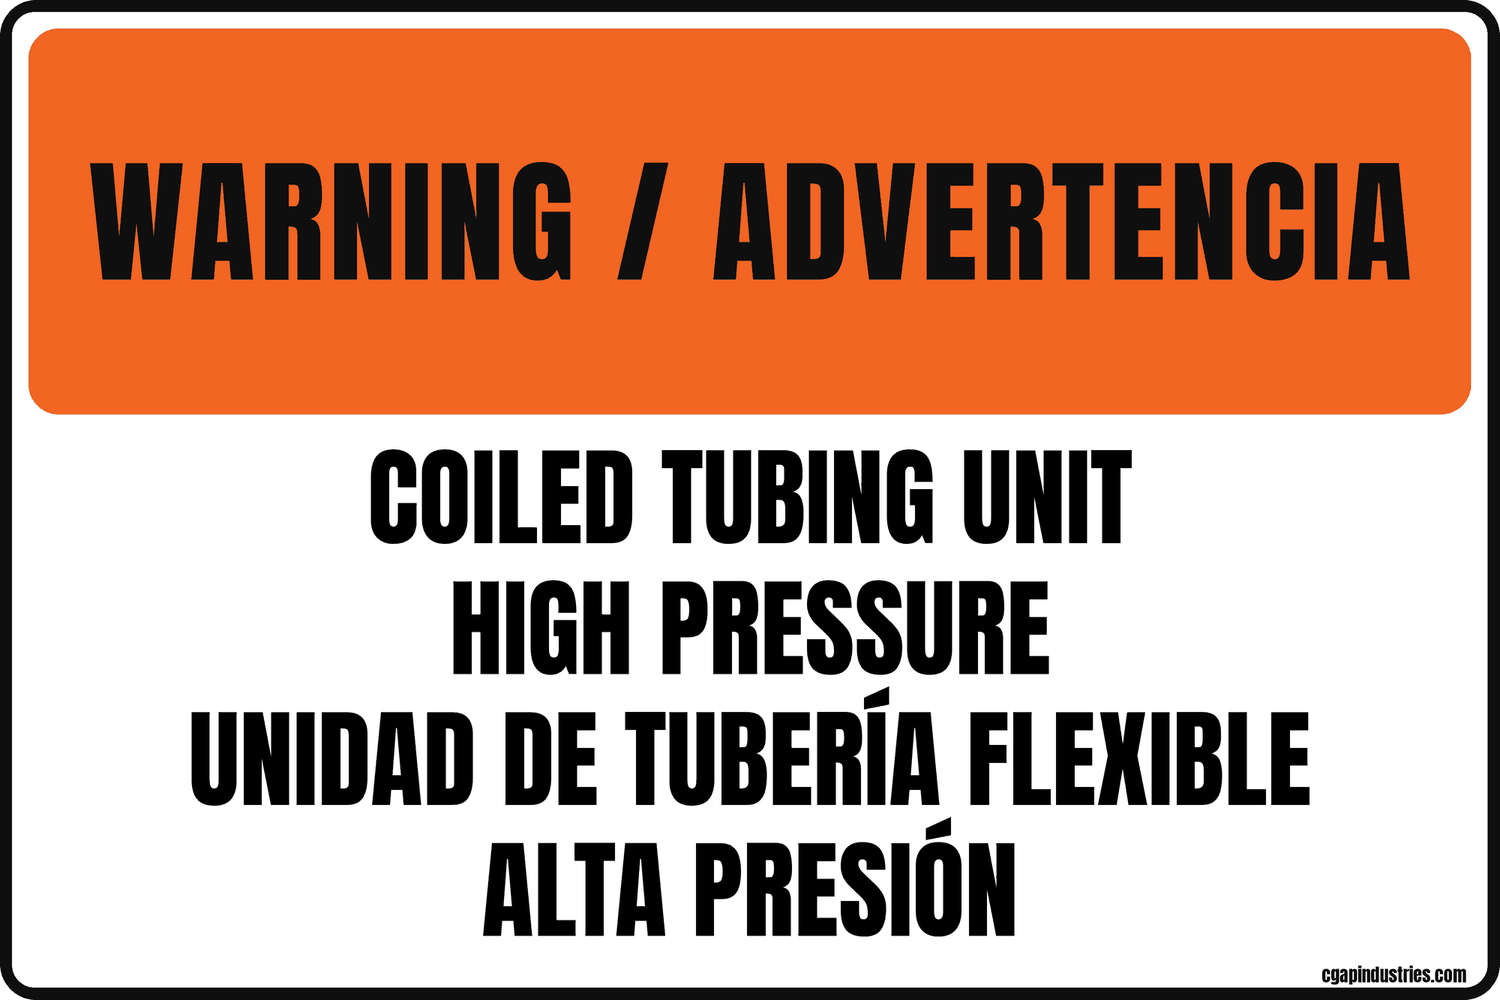 WARNING / ADVERTENCIA
COILED TUBING UNIT
HIGH PRESSURE
UNIDAD DE TUBERÍA FLEXIBLE
ALTA PRESIÓN
cgapindustries.com